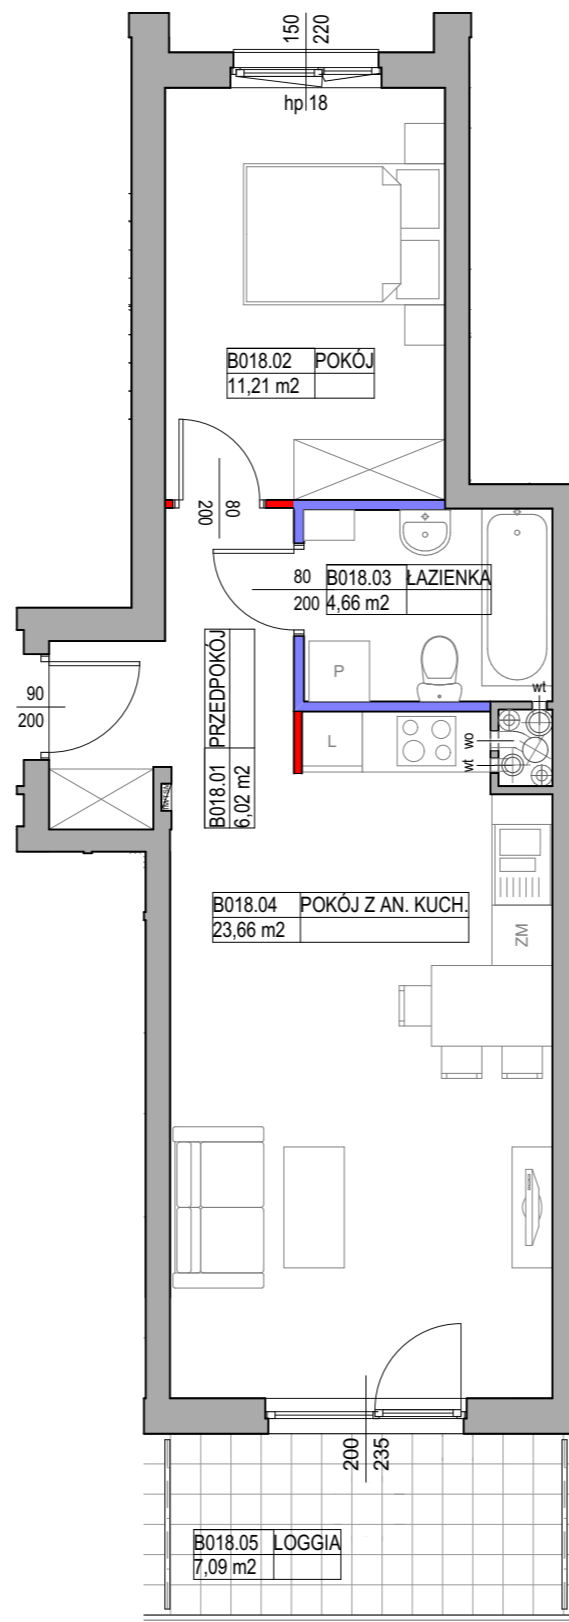 150
220
hp 18
B018.02 POKÓJ
11,21 m2
80
200
80
200
B018.03 ŁAZIENKA
4,66 m2
P
90
200
B018.01 PRZEDPOKÓJ
6,02 m2
L
wt
wo
wt
B018.04 POKÓJ Z AN. KUCH.
23,66 m2
ZM
200
235
B018.05 LOGGIA
7,09 m2